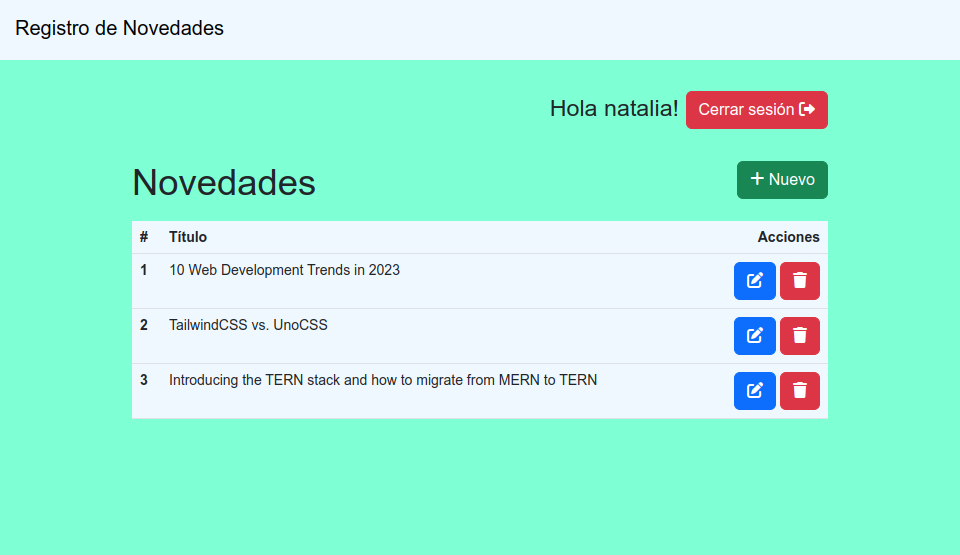 Registro de Novedades
Hola natalia! Cerrar sesión
Novedades
Nuevo
# Título Acciones
1 10 Web Development Trends in 2023
2 TailwindCSS vs. UnoCSS
3 Introducing the TERN stack and how to migrate from MERN to TERN